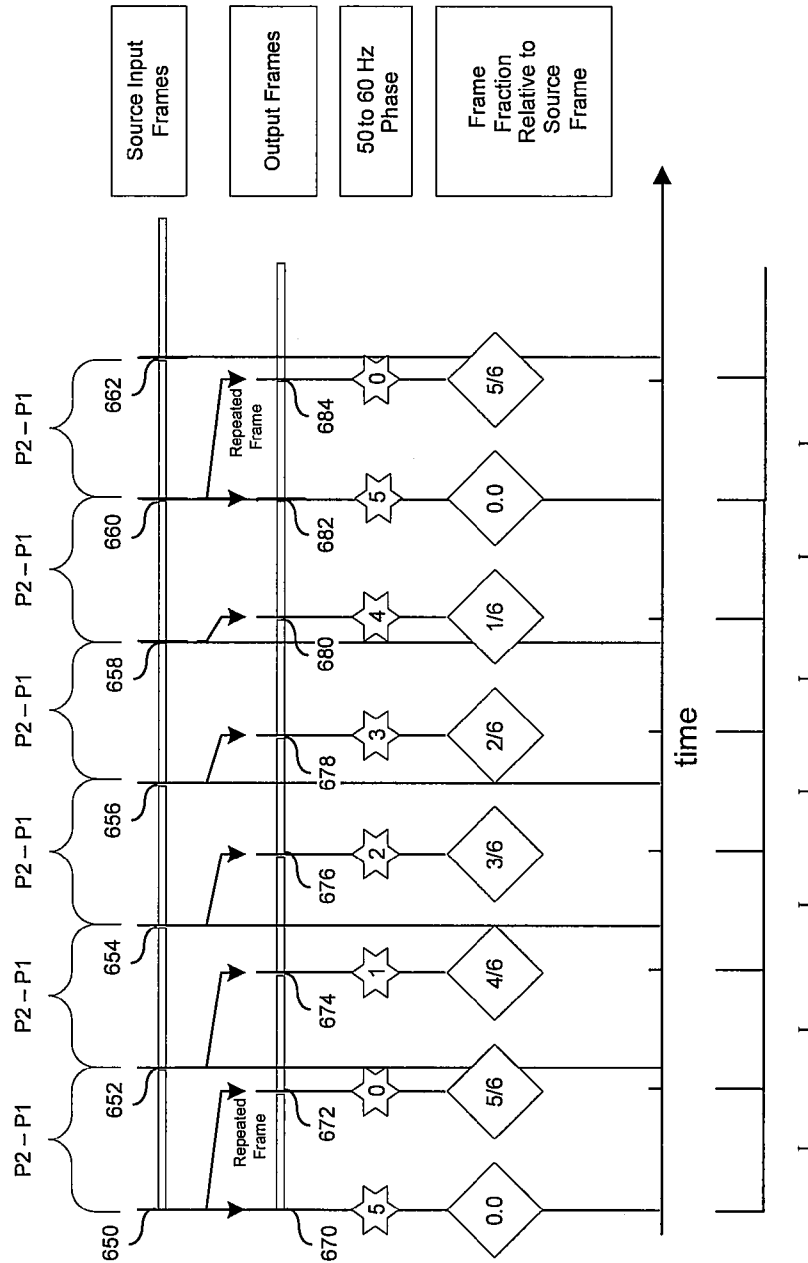 P2 – P1
P2 – P1
P2 – P1
P2 – P1
P2 – P1
P2 – P1
650
652
654
656
658
660
662
Source Input
Frames
Repeated
Frame
Repeated
Frame
Output Frames
670
672
674
676
678
680
682
684
5
0
1
2
3
4
5
0
50 to 60 Hz
Phase
0.0
5/6
4/6
3/6
2/6
1/6
0.0
5/6
Frame
Fraction
Relative to
Source
Frame
time